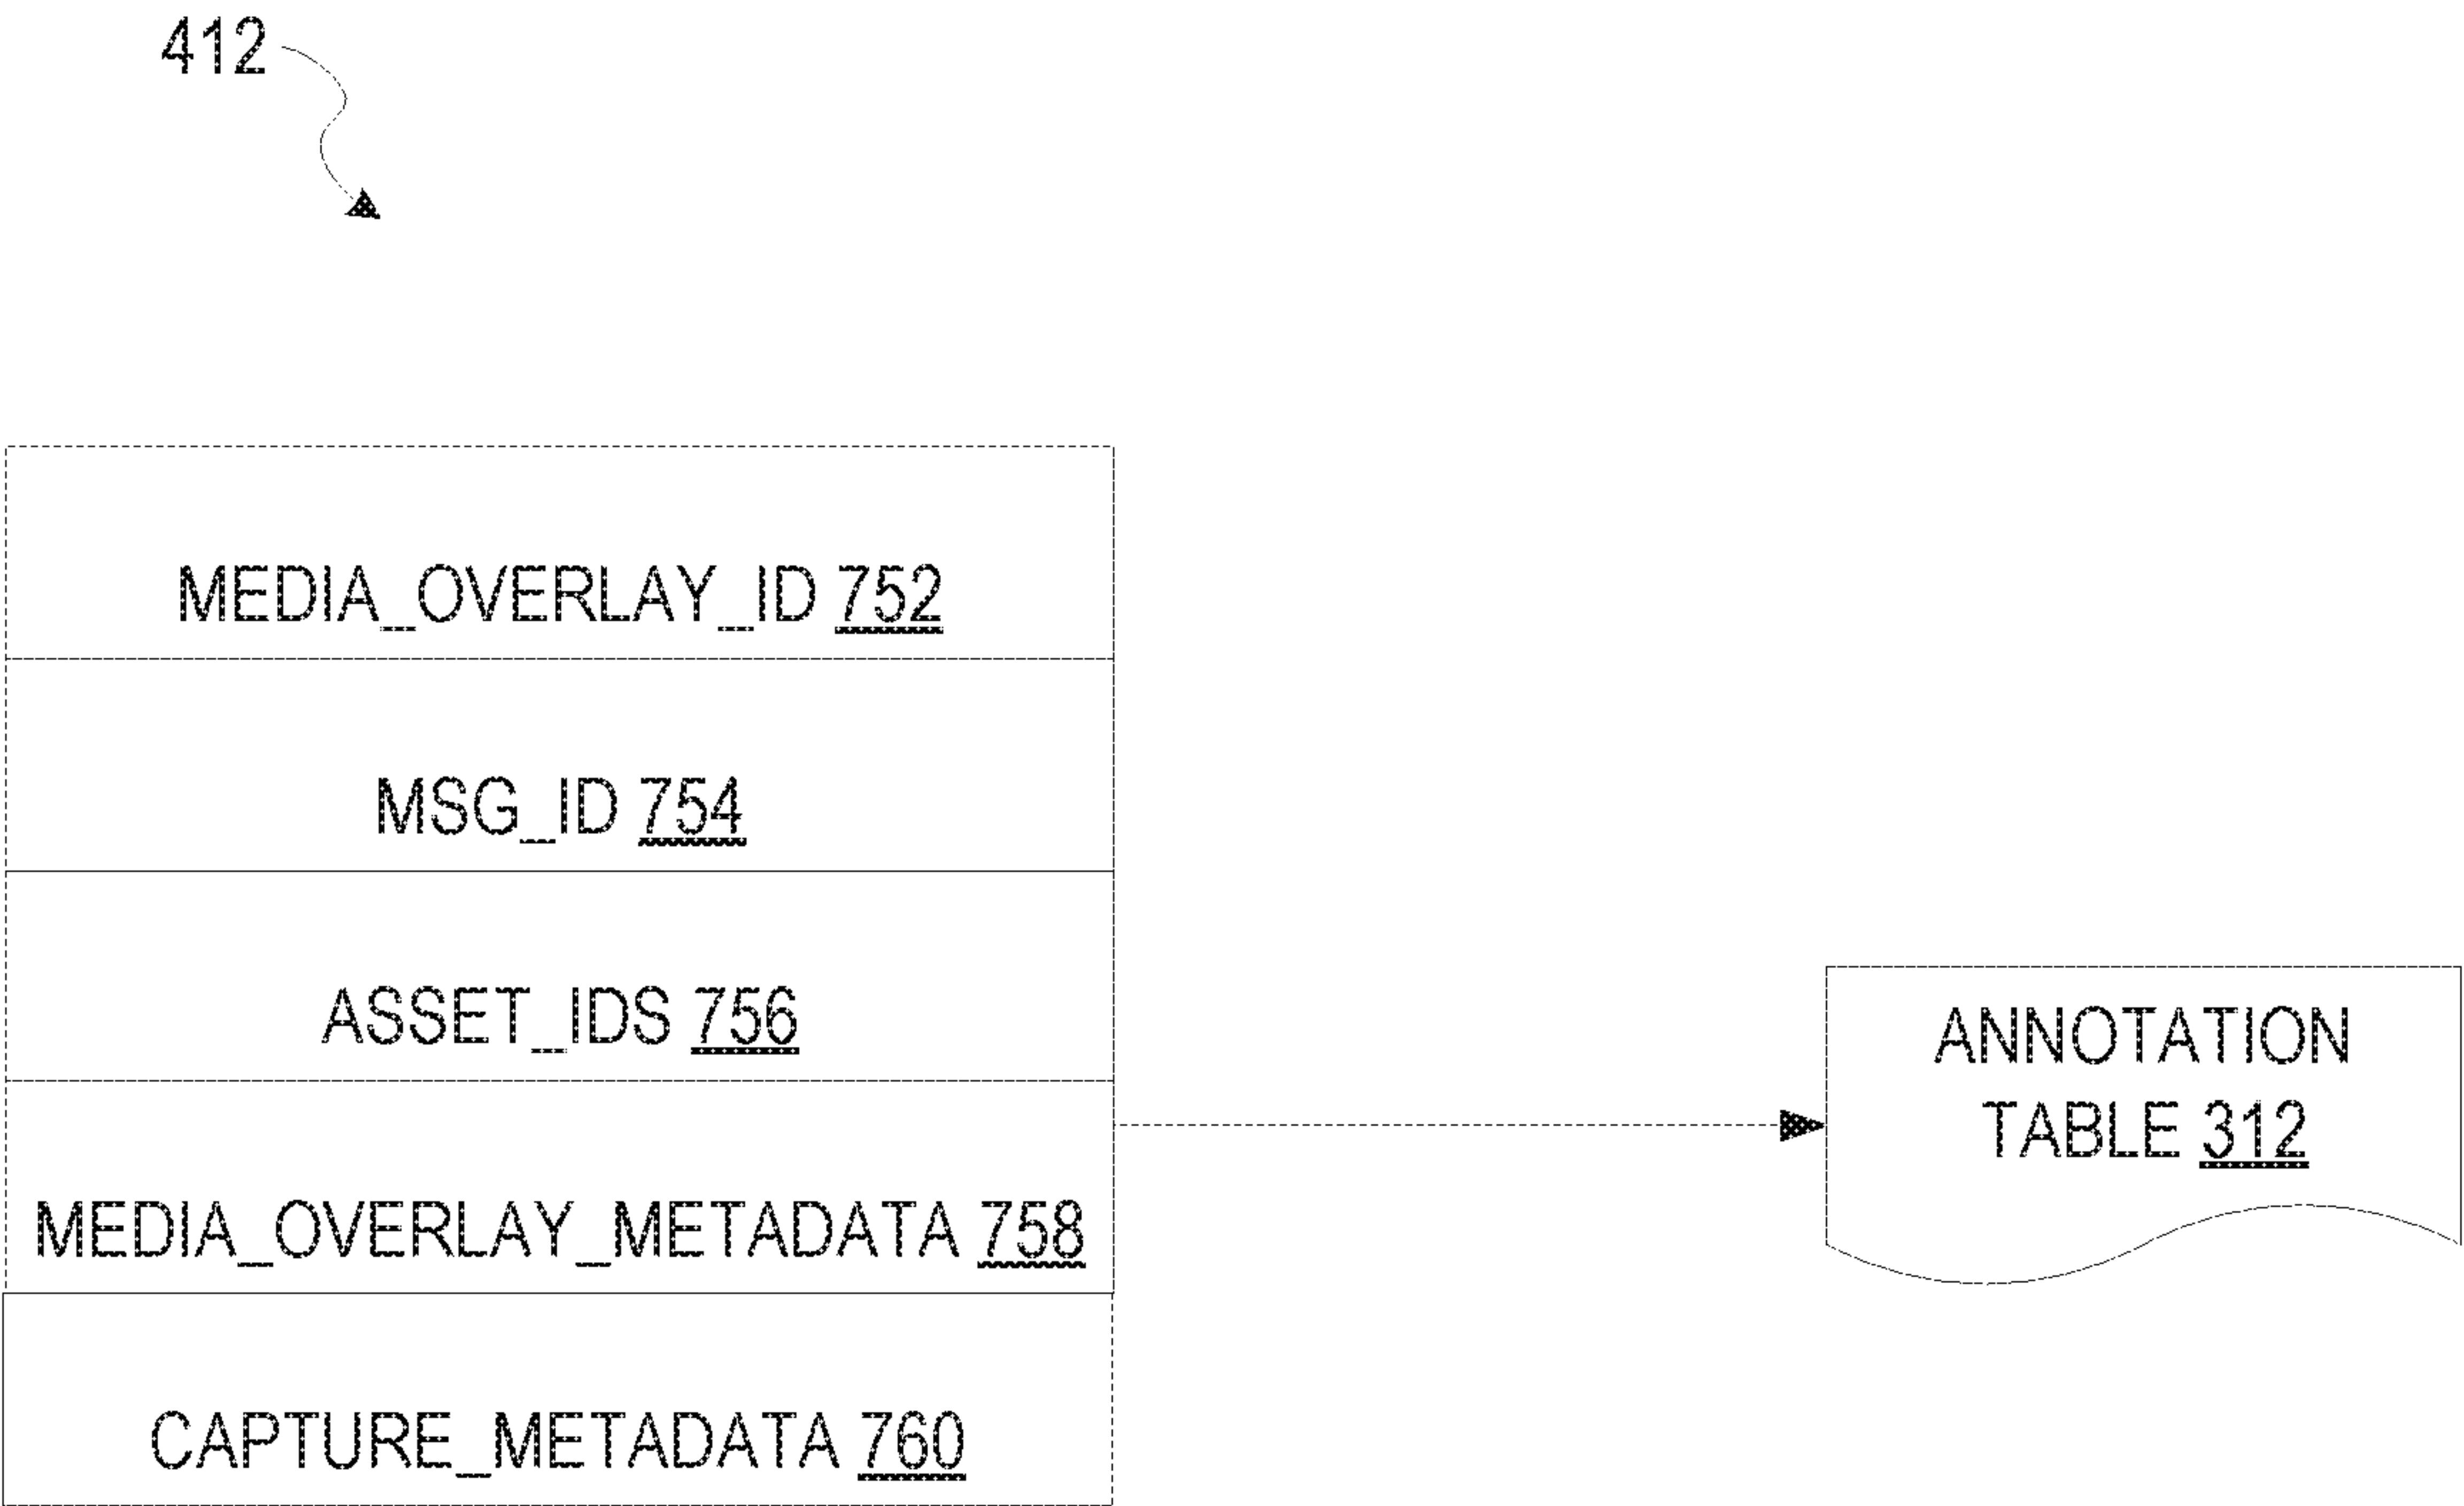 412
MEDIA_OVERLAY_ID 752
MSG_ID 754
ASSET_IDS 756
MEDIA_OVERLAY_METADATA 758
CAPTURE_METADATA 760
ANNOTATION
TABLE 312